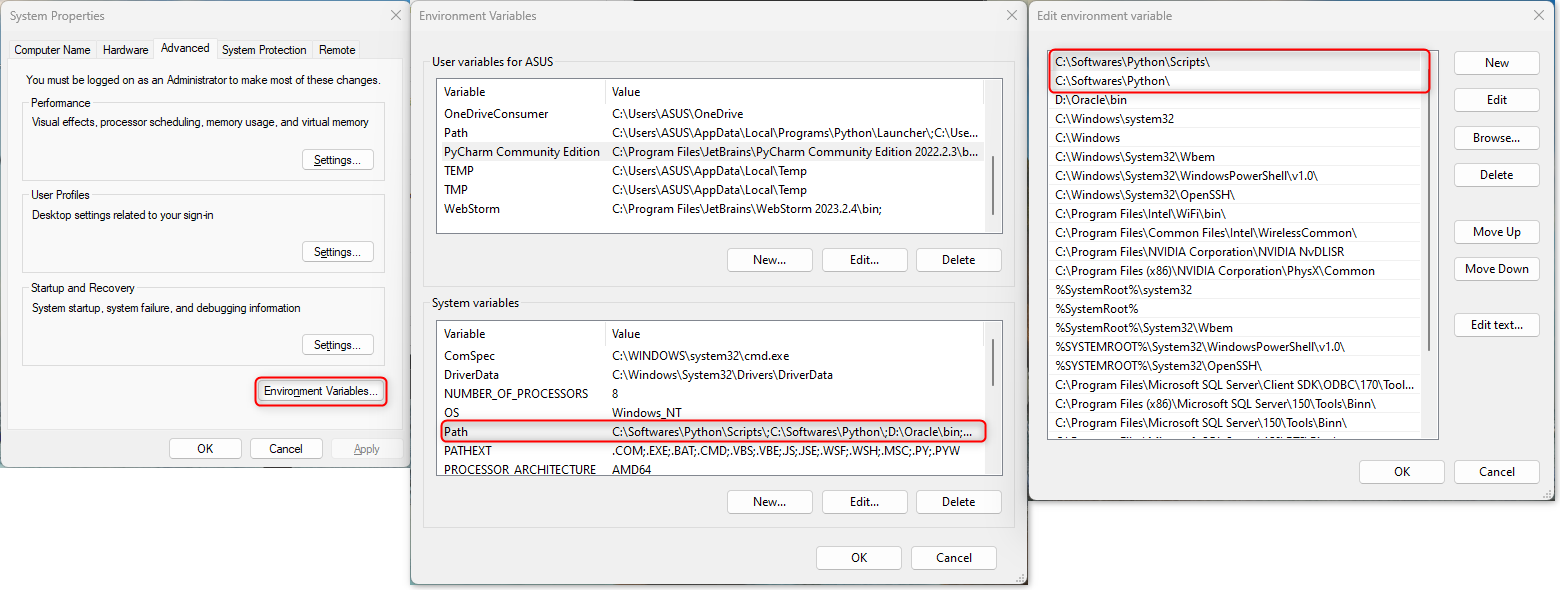 System Properties
Computer Name Hardware Advanced System Protection Remote
You must be logged on as an Administrator to make most of these changes.
Performance
Visual effects, processor scheduling, memory usage, and virtual memory
Settings...
User Profiles
Desktop settings related to your sign-in
Settings...
Startup and Recovery
System startup, system failure, and debugging information
Settings...
Environment Variables...
OK Cancel Apply
Environment Variables
User variables for ASUS
Variable Value
OneDriveConsumer C:\Users\ASUS\OneDrive
Path C:\Users\ASUS\AppData\Local\Programs\Python\Launcher\;C:\Use...
PyCharm Community Edition C:\Program Files\JetBrains\PyCharm Community Edition 2022.2.3\b...
TEMP C:\Users\ASUS\AppData\Local\Temp
TMP C:\Users\ASUS\AppData\Local\Temp
WebStorm C:\Program Files\JetBrains\WebStorm 2023.2.4\bin;
New... Edit... Delete
System variables
Variable Value
ComSpec C:\WINDOWS\system32\cmd.exe
DriverData C:\Windows\System32\Drivers\DriverData
NUMBER_OF_PROCESSORS 8
OS Windows_NT
Path C:\Softwares\Python\Scripts\;C:\Softwares\Python\;D:\Oracle\bin;...
PATHEXT .COM;.EXE;.BAT;.CMD;.VBS;.VBE;.JS;.JSE;.WSF;.WSH;.MSC;.PY;.PYW
PROCESSOR_ARCHITECTURE AMD64
New... Edit... Delete
OK Cancel
Edit environment variable
C:\Softwares\Python\Scripts\
C:\Softwares\Python\
D:\Oracle\bin
C:\Windows\system32
C:\Windows
C:\Windows\System32\Wbem
C:\Windows\System32\WindowsPowerShell\v1.0\
C:\Windows\System32\OpenSSH\
C:\Program Files\Intel\WiFi\bin\
C:\Program Files\Common Files\Intel\WirelessCommon\
C:\Program Files\NVIDIA Corporation\NVIDIA NvDLISR
C:\Program Files (x86)\NVIDIA Corporation\PhysX\Common
%SystemRoot%\system32
%SystemRoot%
%SystemRoot%\System32\Wbem
%SYSTEMROOT%\System32\WindowsPowerShell\v1.0\
%SYSTEMROOT%\System32\OpenSSH\
C:\Program Files\Microsoft SQL Server\Client SDK\ODBC\170\Tool...
C:\Program Files (x86)\Microsoft SQL Server\150\Tools\Binn\
C:\Program Files\Microsoft SQL Server\150\Tools\Binn\
New
Edit
Browse...
Delete
Move Up
Move Down
Edit text...
OK Cancel